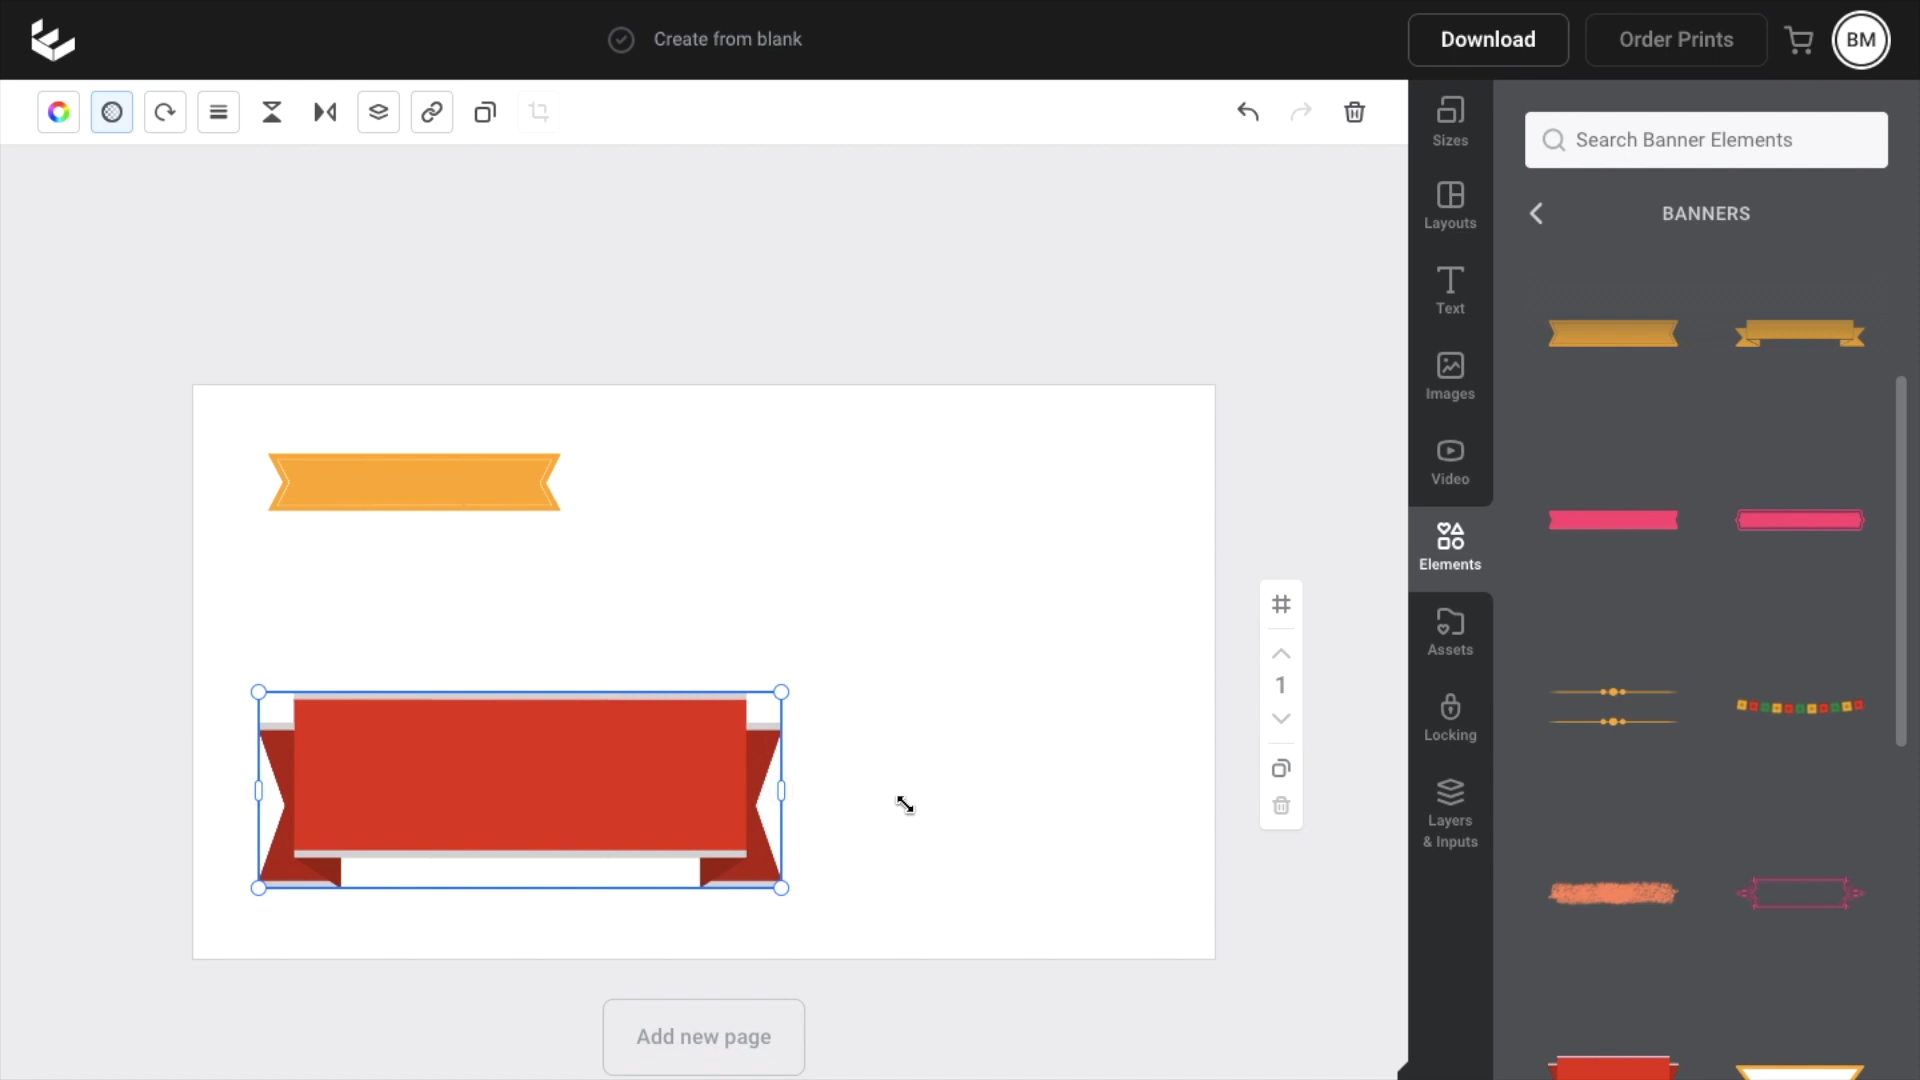 Create from blank
Download
Order Prints
BM
Sizes
Layouts
Text
Images
Video
Elements
Assets
Locking
Layers
& Inputs
Search Banner Elements
BANNERS
1
Add new page